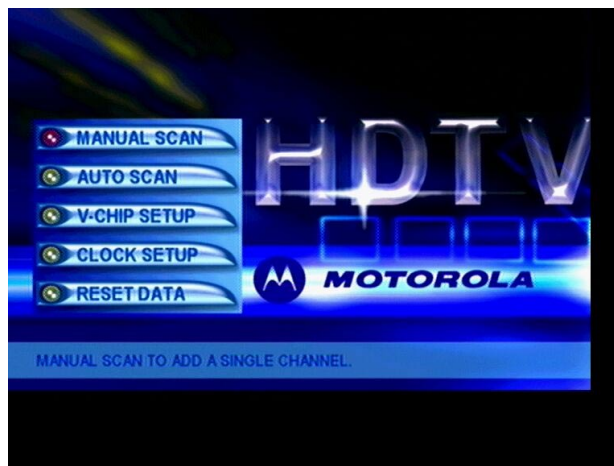 HDTV
MANUAL SCAN
AUTO SCAN
V-CHIP SETUP
CLOCK SETUP
RESET DATA
MOTOROLA
MANUAL SCAN TO ADD A SINGLE CHANNEL.